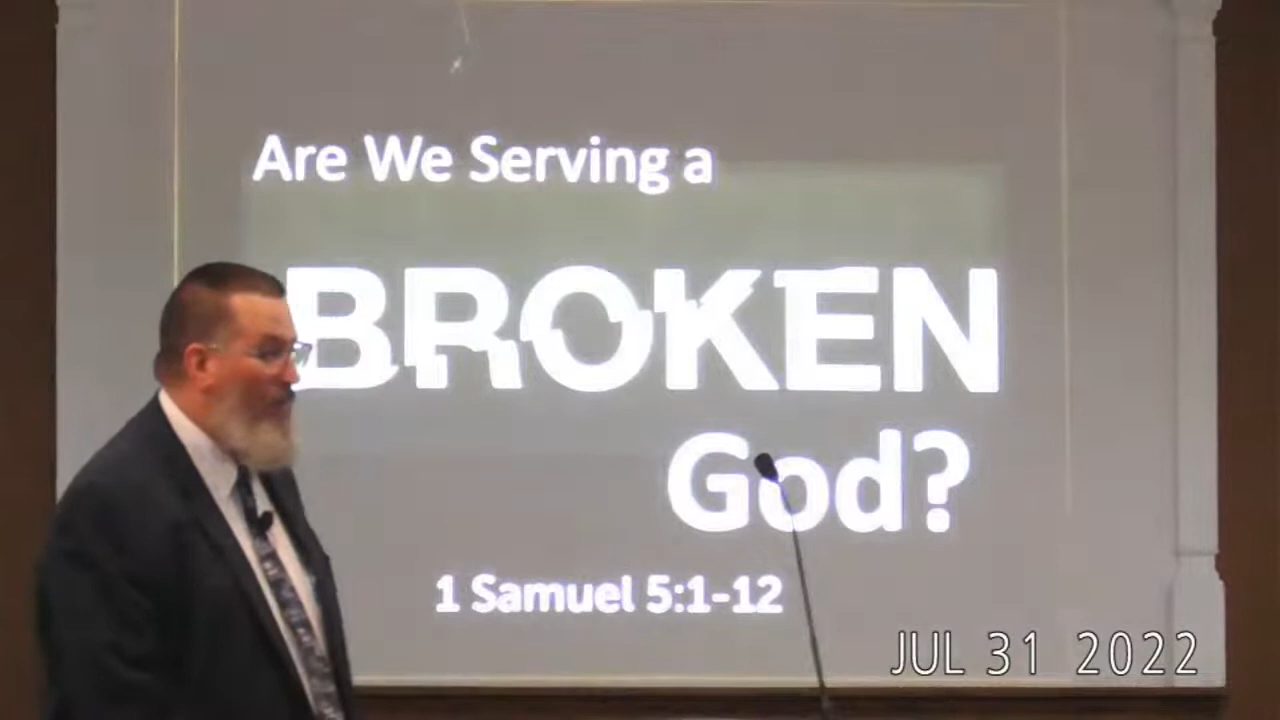 Are We Serving a
BROKEN
God?
1 Samuel 5:1-12
JUL 31 2022